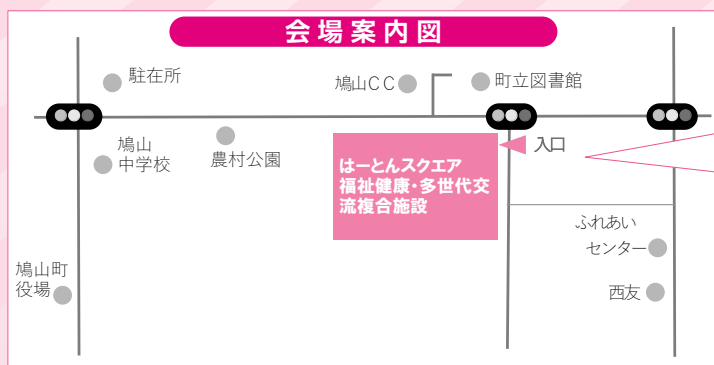 会場案内図
駐在所
鳩山CC
町立図書館
鳩山
中学校
農村公園
はーとんスクエア
福祉健康・多世代交
流複合施設
入口
ふれあい
センター
鳩山町
役場
西友